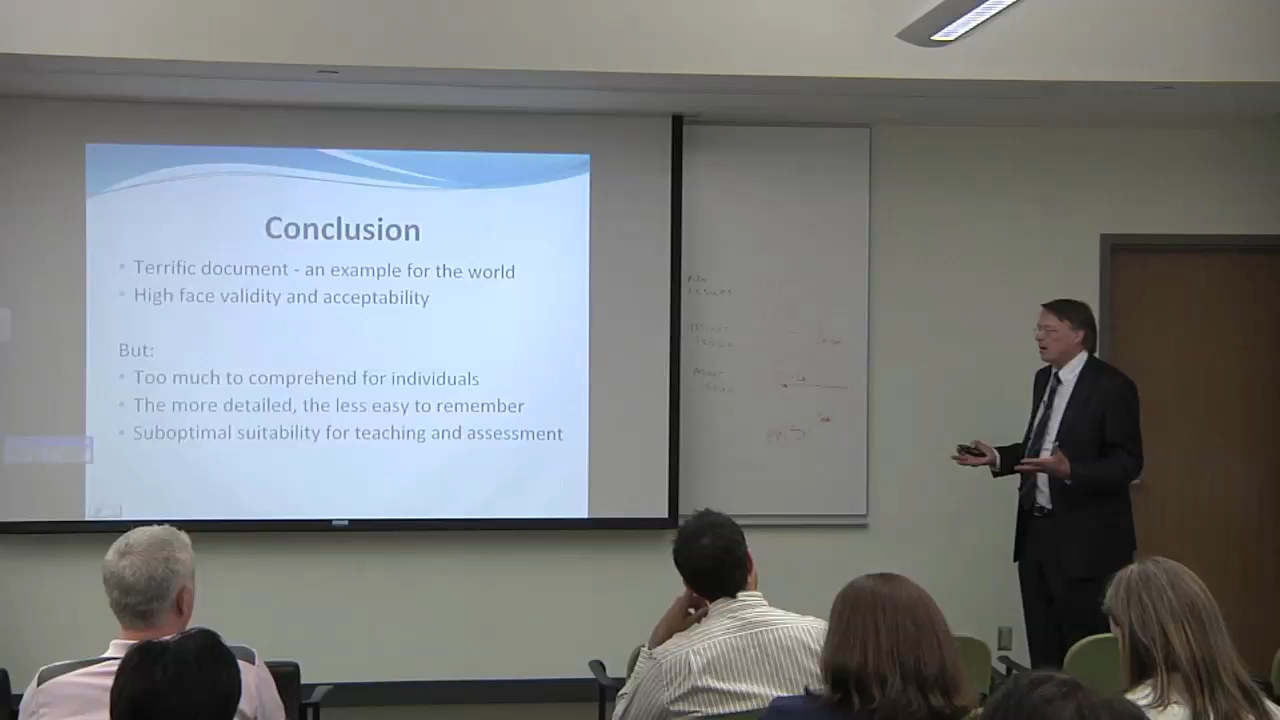 Conclusion
Terrific document - an example for the world
High face validity and acceptability
But:
Too much to comprehend for individuals
The more detailed, the less easy to remember
Suboptimal suitability for teaching and assessment